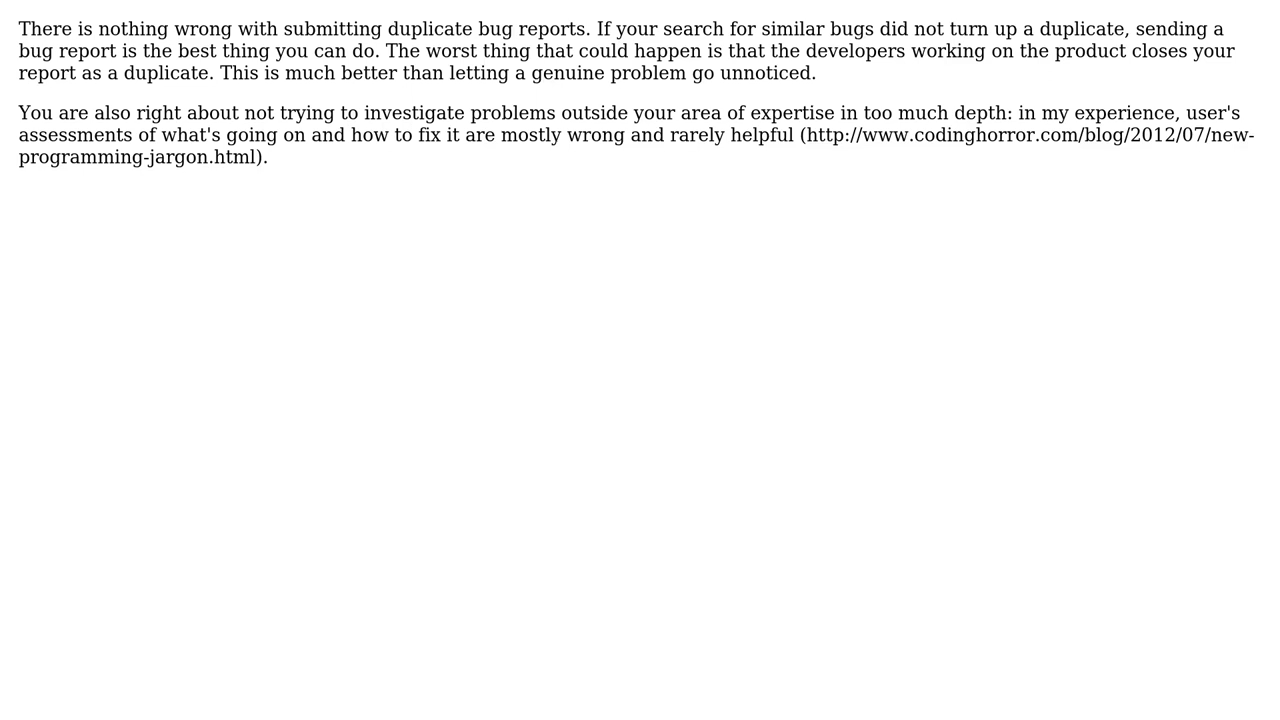 There is nothing wrong with submitting duplicate bug reports. If your search for similar bugs did not turn up a duplicate, sending a
bug report is the best thing you can do. The worst thing that could happen is that the developers working on the product closes your
report as a duplicate. This is much better than letting a genuine problem go unnoticed.
You are also right about not trying to investigate problems outside your area of expertise in too much depth: in my experience, user's
assessments of what's going on and how to fix it are mostly wrong and rarely helpful (http://www.codinghorror.com/blog/2012/07/new-
programming-jargon.html).